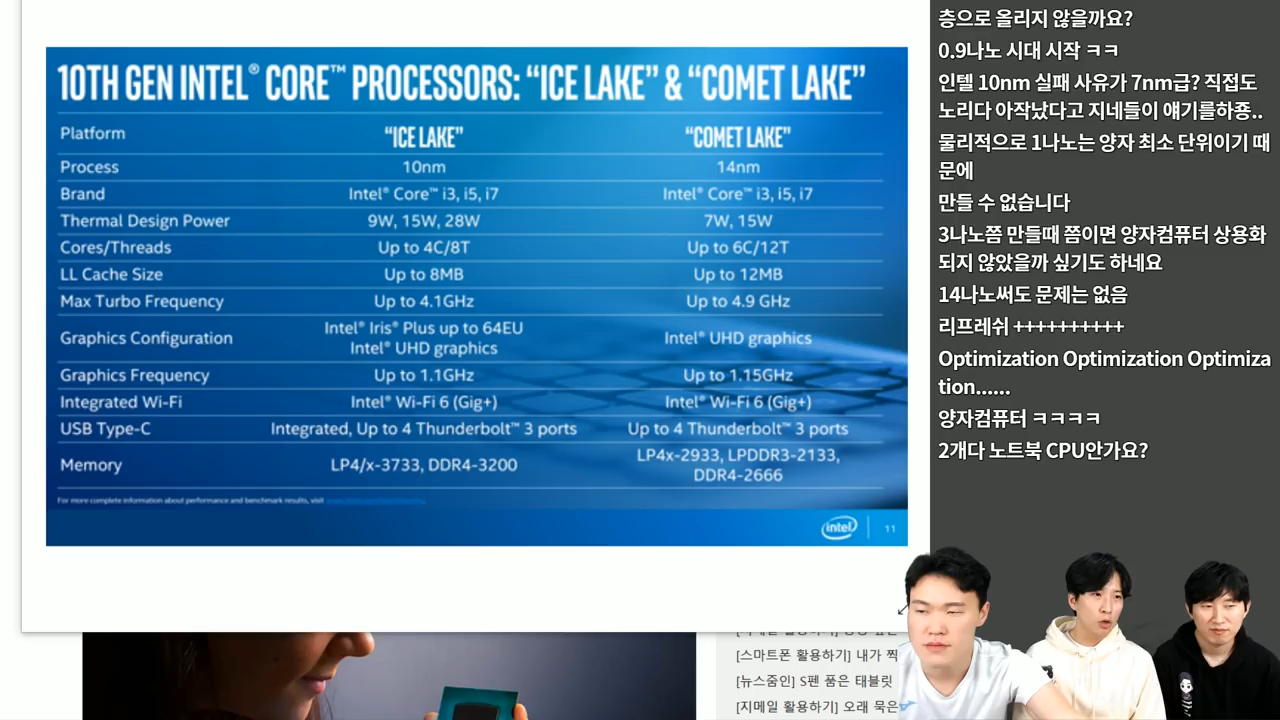 10TH GEN INTEL® CORE™ PROCESSORS: “ICE LAKE” & “COMET LAKE”
Platform “ICE LAKE” “COMET LAKE”
Process 10nm 14nm
Brand Intel® Core™ i3, i5, i7 Intel® Core™ i3, i5, i7
Thermal Design Power 9W, 15W, 28W 7W, 15W
Cores/Threads Up to 4C/8T Up to 6C/12T
LL Cache Size Up to 8MB Up to 12MB
Max Turbo Frequency Up to 4.1GHz Up to 4.9 GHz
Graphics Configuration Intel® Iris® Plus up to 64EU Intel® UHD graphics
Intel® UHD graphics
Graphics Frequency Up to 1.1GHz Up to 1.15GHz
Integrated Wi-Fi Intel® Wi-Fi 6 (Gig+) Intel® Wi-Fi 6 (Gig+)
USB Type-C Integrated, Up to 4 Thunderbolt™ 3 ports Up to 4 Thunderbolt™ 3 ports
Memory LP4/x-3733, DDR4-3200 LP4x-2933, LPDDR3-2133,
DDR4-2666
For more complete information about performance and benchmark results, visit
intel 11
층으로 올리지 않을까요?
0.9나노 시대 시작 ㅋㅋ
인텔 10nm 실패 사유가 7nm급? 직접도
노리다 아작났다고 지네들이 얘기를하죵..
물리적으로 1나노는 양자 최소 단위이기 때
문에
만들 수 없습니다
3나노쯤 만들때 쯤이면 양자컴퓨터 상용화
되지 않았을까 싶기도 하네요
14나노써도 문제는 없음
리프레쉬 ++++++++++
Optimization Optimization Optimiza
tion......
양자컴퓨터 ㅋㅋㅋㅋ
2개다 노트북 CPU안가요?
[스마트폰 활용하기] 내가 찍
[뉴스줌인] S펜 품은 태블릿
[지메일 활용하기] 오래 묵은